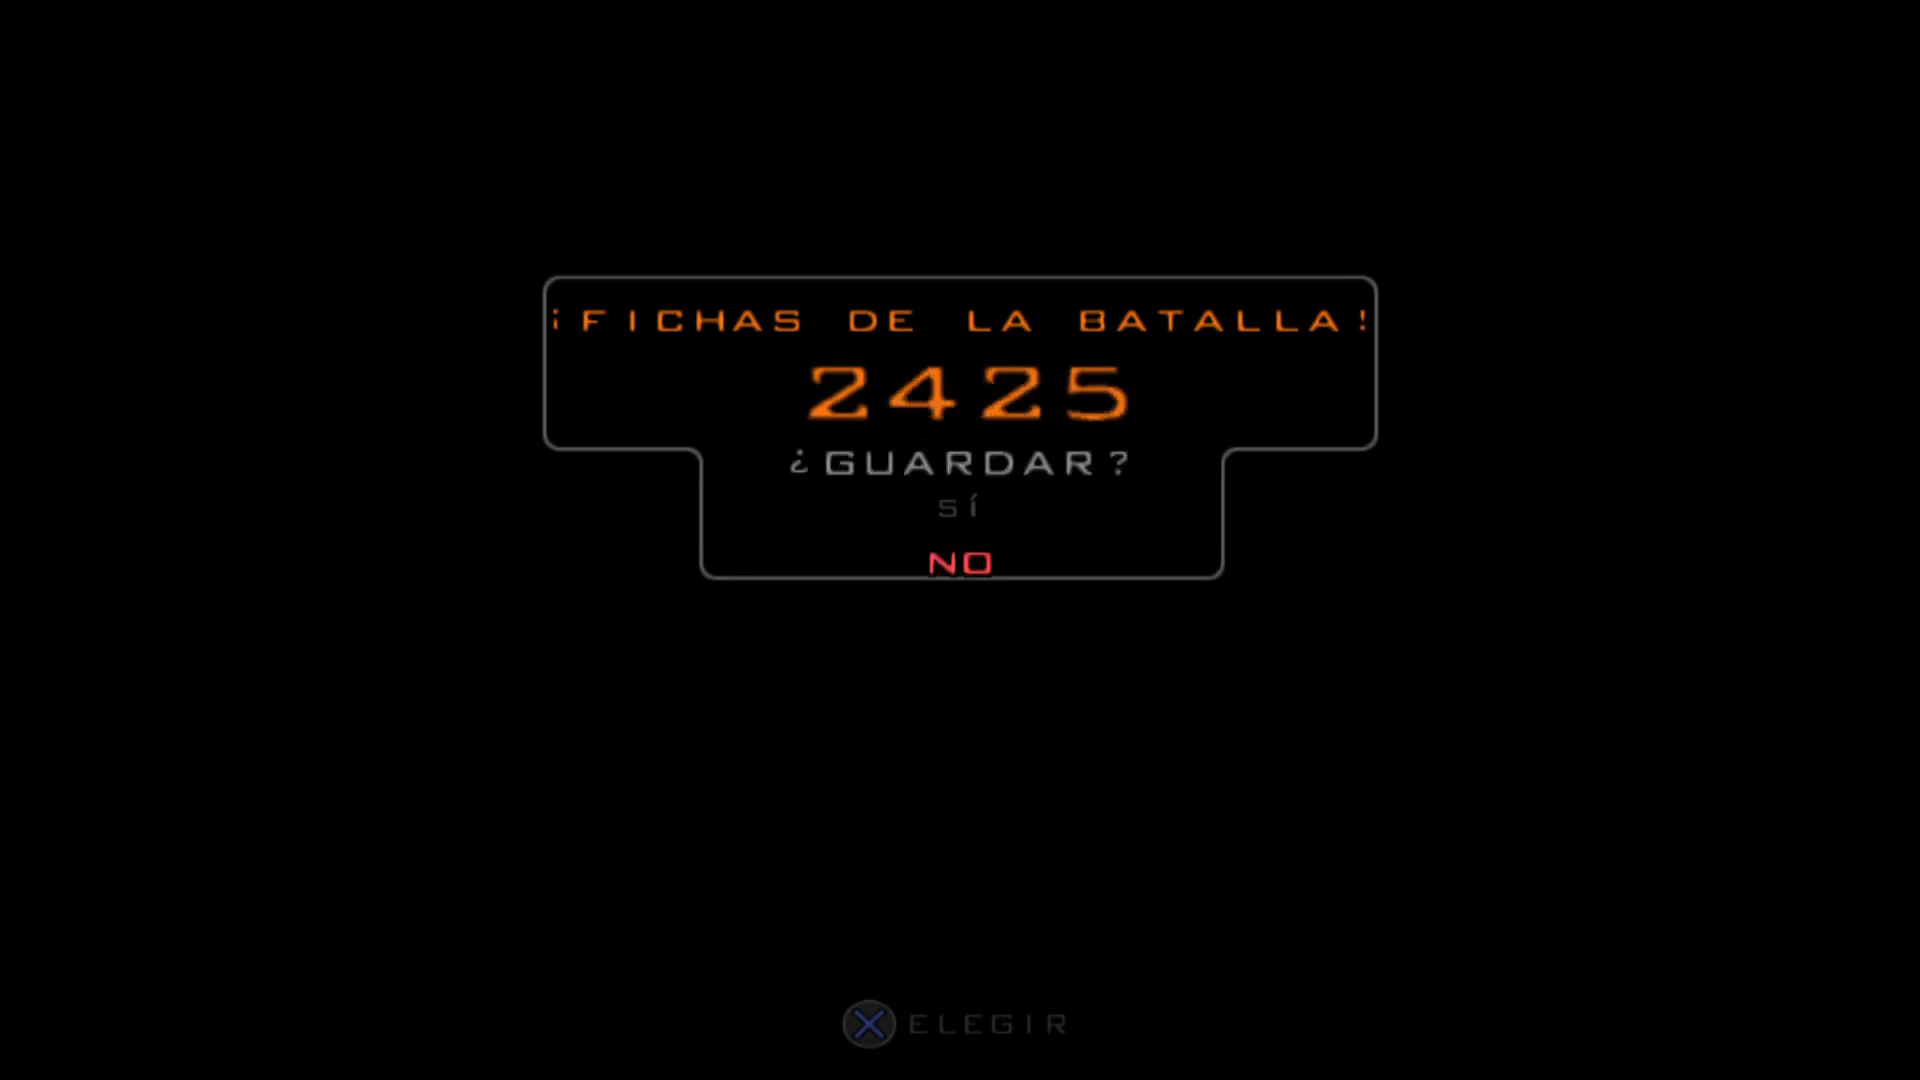 ¡FICHAS DE LA BATALLA!
2425
¿GUARDAR?
SÍ
NO
ELEGIR